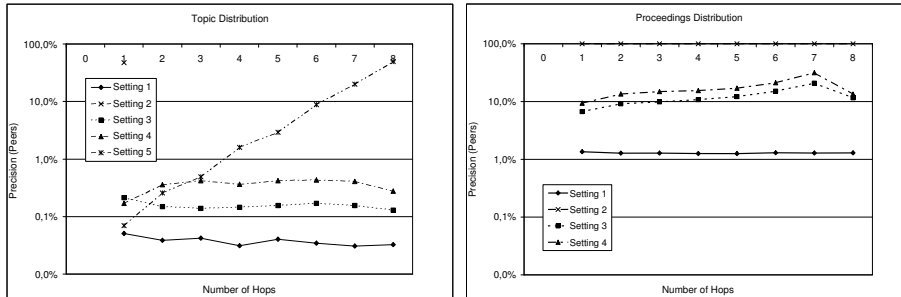 Topic Distribution
100,0%
0 1 2 3 4 5 6 7 8
Setting 1
Setting 2
Setting 3
Setting 4
Setting 5
10,0%
1,0%
0,1%
0,0%
Precision (Peers)
Number of Hops
Proceedings Distribution
100,0%
0 1 2 3 4 5 6 7 8
10,0%
1,0%
Setting 1
Setting 2
Setting 3
Setting 4
0,1%
0,0%
Precision (Peers)
Number of Hops